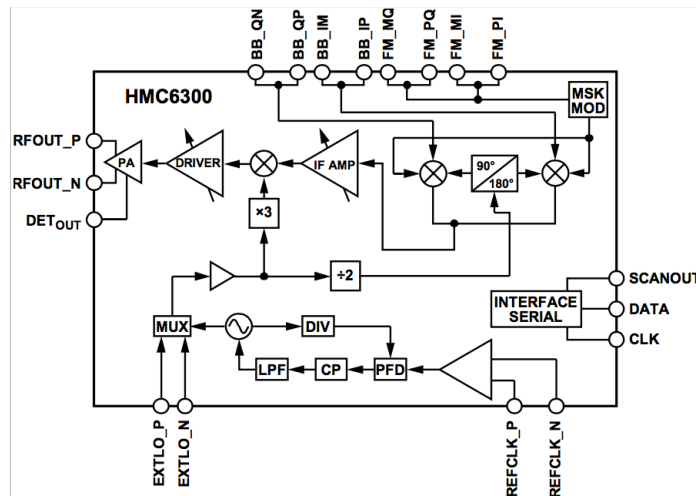 BB_QN
BB_QP
BB_IM
BB_IP
FM_MQ
FM_PQ
FM_MI
FM_PI
HMC6300
MSK
MOD
RFOUT_P
PA
DRIVER
IF AMP
90°
180°
RFOUT_N
×3
DETOUT
÷2
SCANOUT
INTERFACE
SERIAL
DATA
CLK
MUX
DIV
LPF
CP
PFD
EXTLO_P
EXTLO_N
REFCLK_P
REFCLK_N